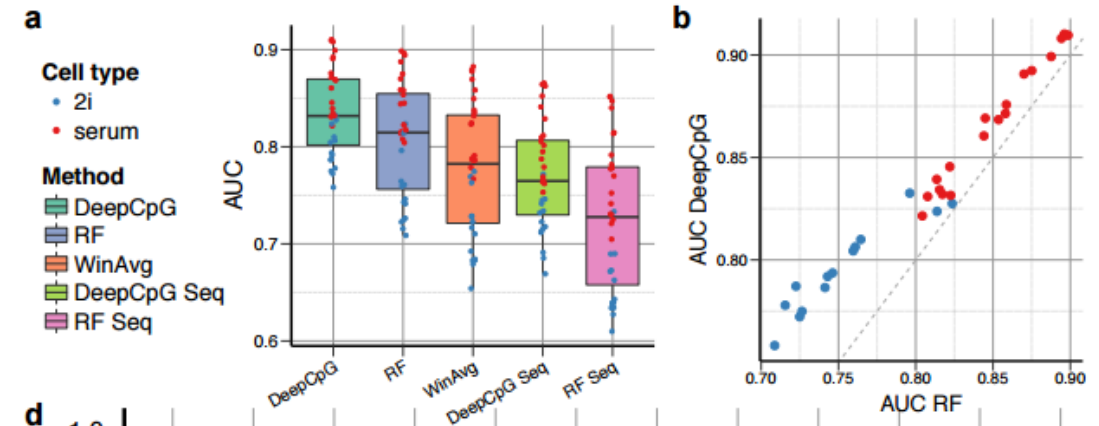 a
Cell type
2i
serum
Method
DeepCpG
RF
WinAvg
DeepCpG Seq
RF Seq
AUC
0.9
0.8
0.7
0.6
DeepCpG
RF
WinAvg
DeepCpG Seq
RF Seq
b
AUC DeepCpG
0.90
0.85
0.80
0.70
0.75
0.80
0.85
0.90
AUC RF
d